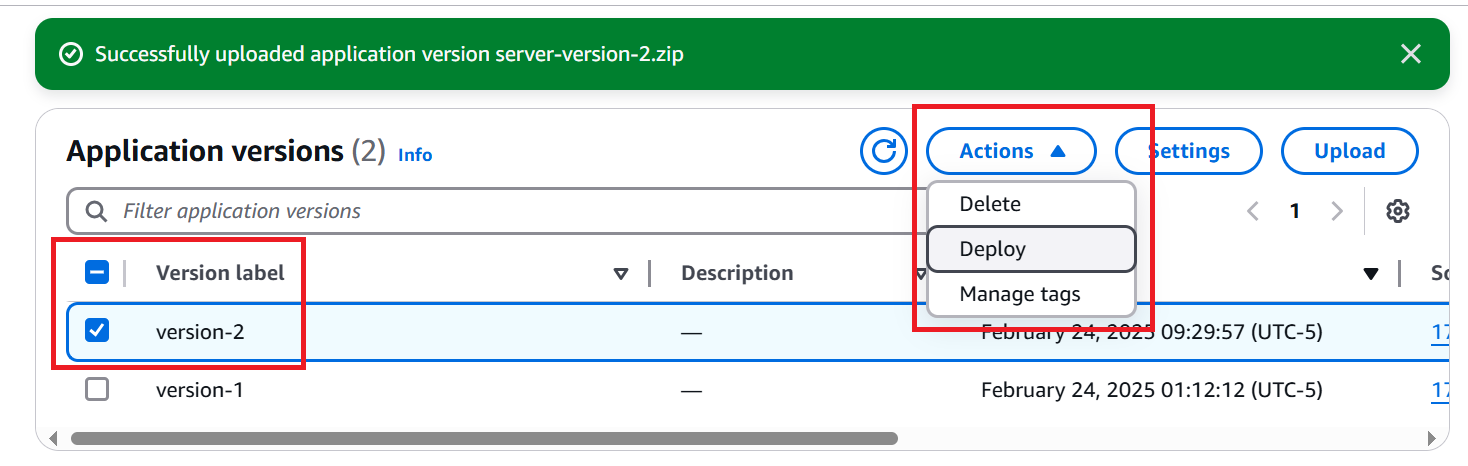 Successfully uploaded application version server-version-2.zip
Application versions (2) Info
Actions
Settings
Upload
Filter application versions
1
Delete
Deploy
Manage tags
Version label
Description
version-2
—
February 24, 2025 09:29:57 (UTC-5)
17
version-1
—
February 24, 2025 01:12:12 (UTC-5)
17